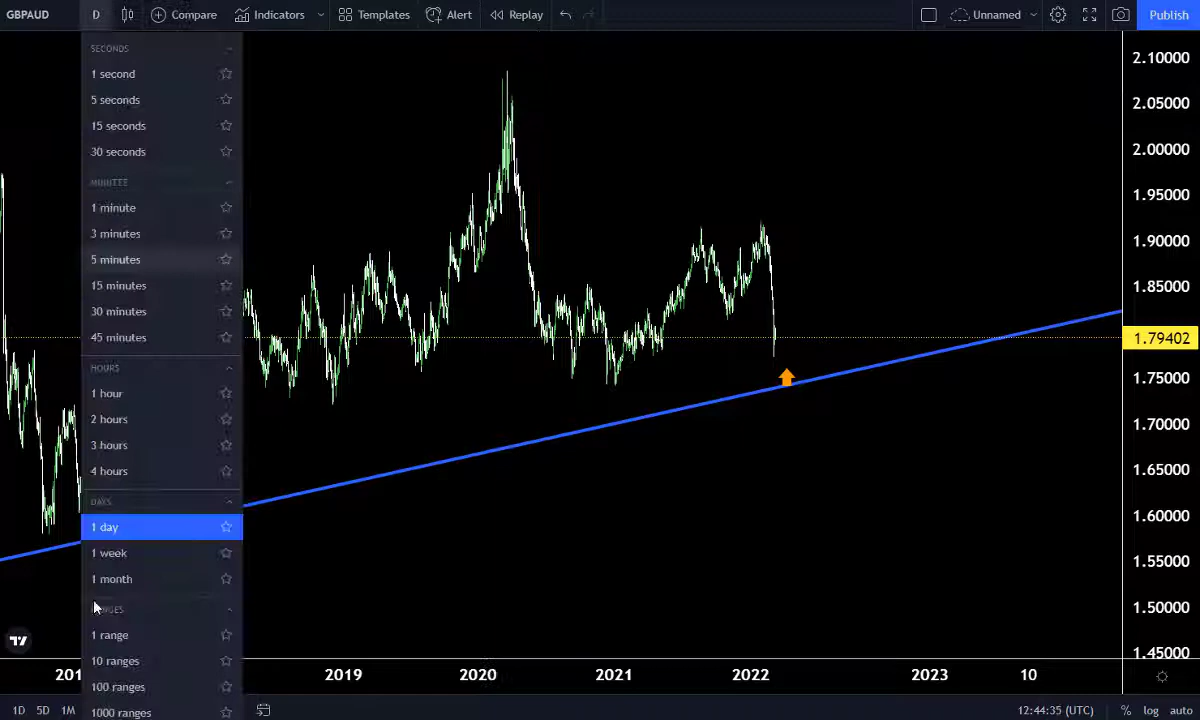 GBPAUD D Compare Indicators Templates Alert Replay Unnamed Publish
SECONDS
1 second
5 seconds
15 seconds
30 seconds
MINUTES
1 minute
3 minutes
5 minutes
15 minutes
30 minutes
45 minutes
HOURS
1 hour
2 hours
3 hours
4 hours
DAYS
1 day
1 week
1 month
1 range
10 ranges
100 ranges
1000 ranges
2.10000
2.05000
2.00000
1.95000
1.90000
1.85000
1.79402
1.75000
1.70000
1.65000
1.60000
1.55000
1.50000
1.45000
201 2019 2020 2021 2022 2023 10
1D 5D 1M 12:44:35 (UTC) % log auto